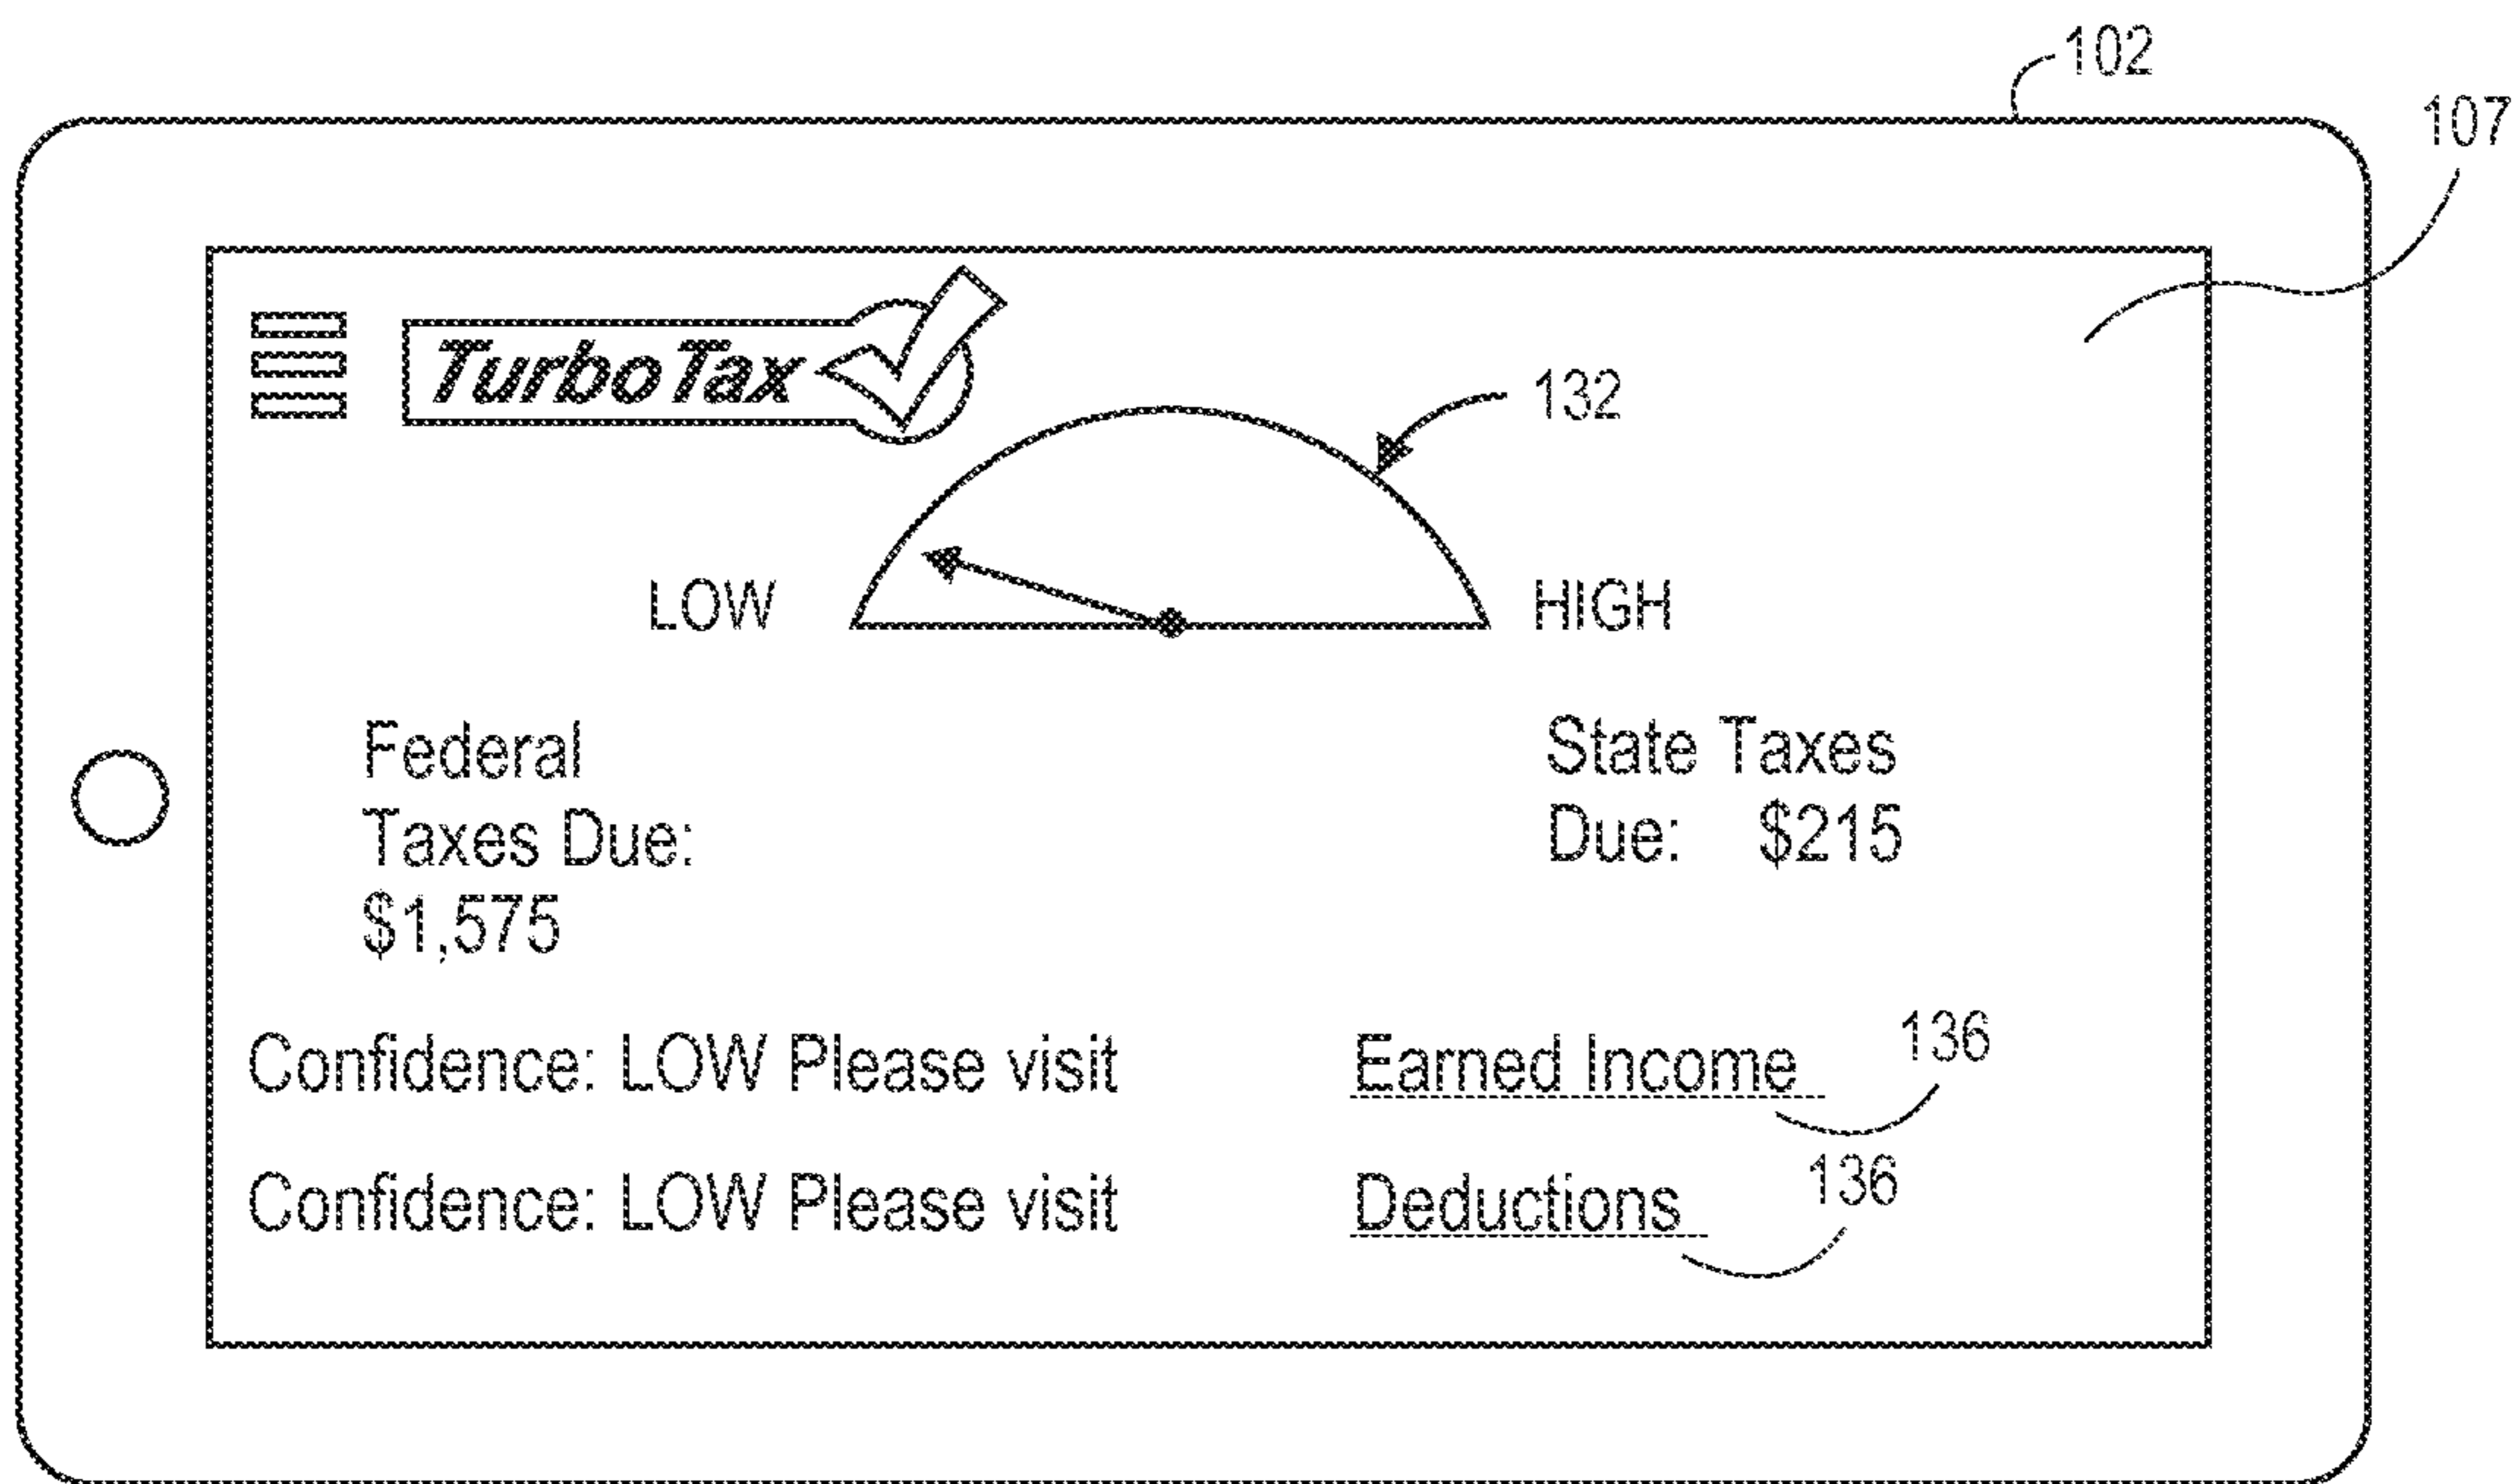 102
107
TurboTax
132
LOW
HIGH
Federal
Taxes Due:
$1,575
State Taxes
Due: $215
Confidence: LOW Please visit Earned Income 136
Confidence: LOW Please visit Deductions 136